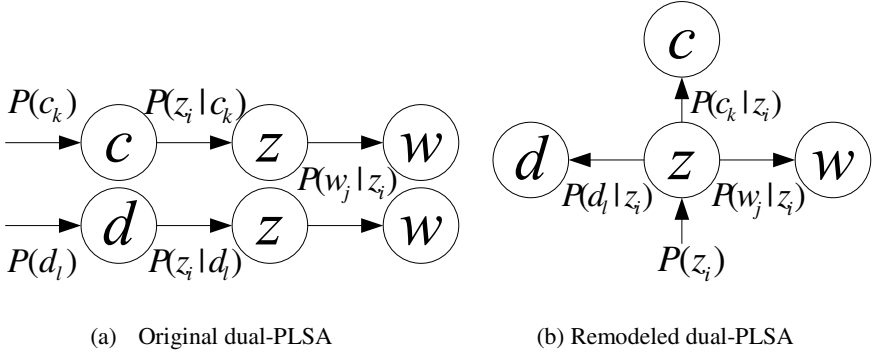 P(c_k) P(z_i | c_k)
c z w
P(w_j | z_i)
d z w
P(d_l) P(z_i | d_l)
(a) Original dual-PLSA
c
P(c_k | z_i)
d z w
P(d_l | z_i) P(w_j | z_i)
P(z_i)
(b) Remodeled dual-PLSA